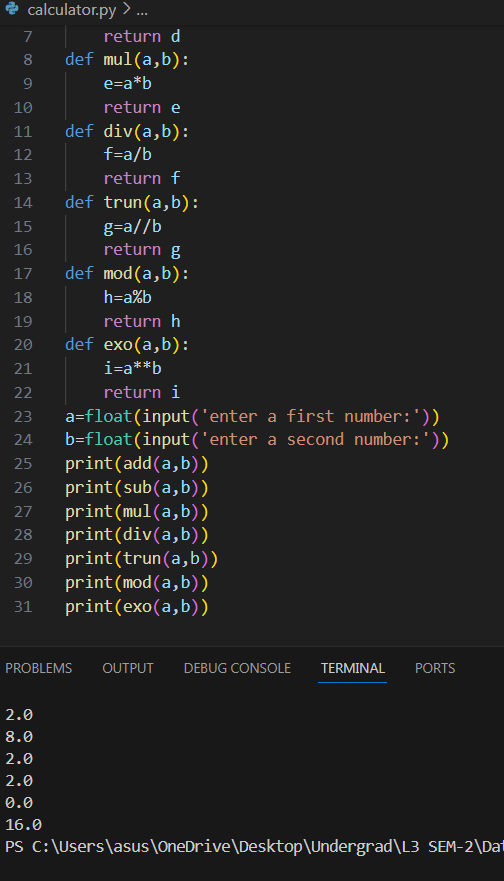 calculator.py > ...
7 return d
8 def mul(a,b):
9 e=a*b
10 return e
11 def div(a,b):
12 f=a/b
13 return f
14 def trun(a,b):
15 g=a//b
16 return g
17 def mod(a,b):
18 h=a%b
19 return h
20 def exo(a,b):
21 i=a**b
22 return i
23 a=float(input('enter a first number:'))
24 b=float(input('enter a second number:'))
25 print(add(a,b))
26 print(sub(a,b))
27 print(mul(a,b))
28 print(div(a,b))
29 print(trun(a,b))
30 print(mod(a,b))
31 print(exo(a,b))
PROBLEMS OUTPUT DEBUG CONSOLE TERMINAL PORTS
2.0
8.0
2.0
2.0
0.0
16.0
PS C:\Users\asus\OneDrive\Desktop\Undergrad\L3 SEM-2\Dat